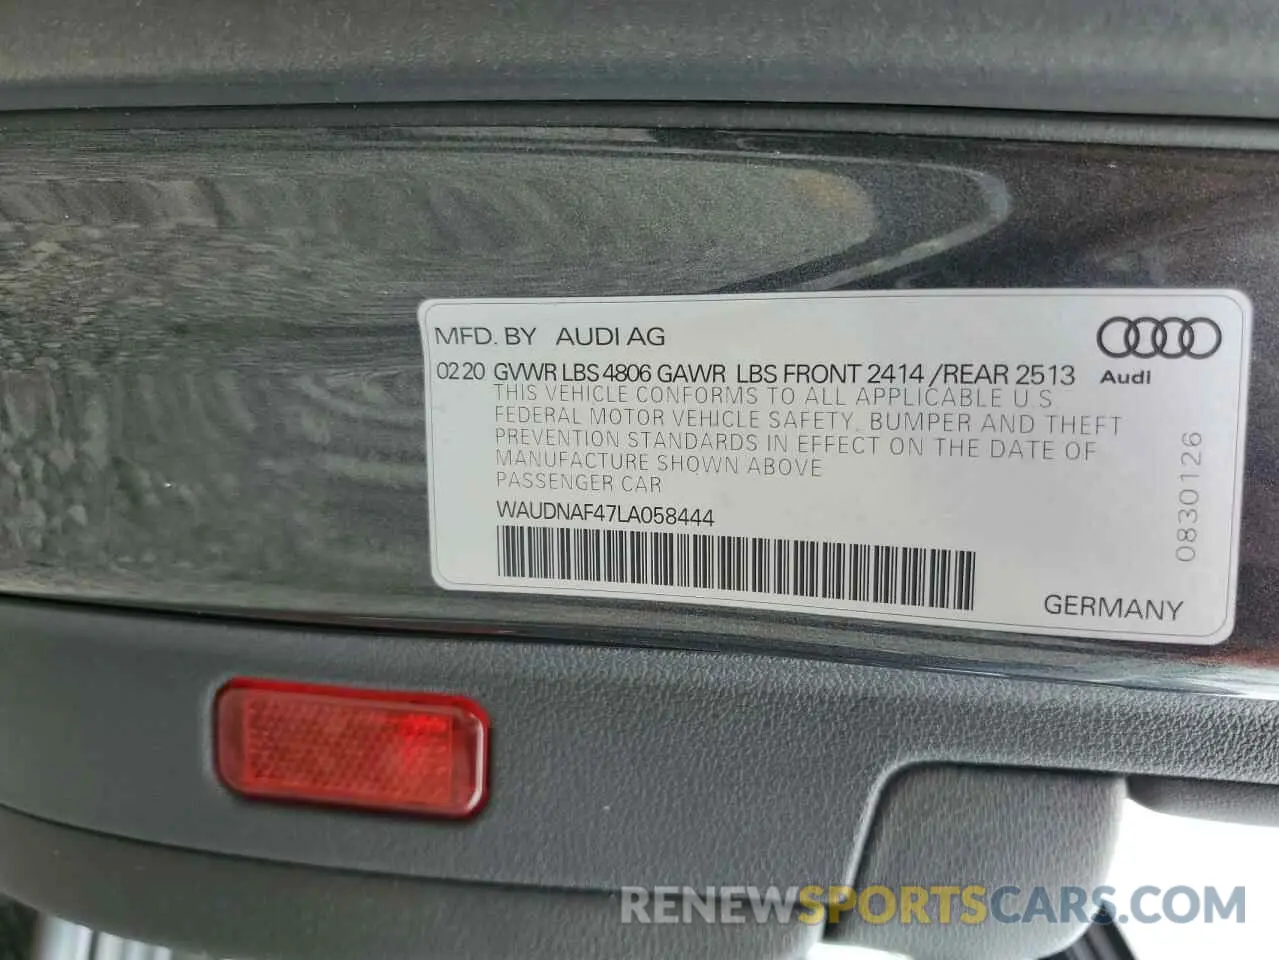 MFD. BY AUDI AG
0220 GVWR LBS 4806 GAWR LBS FRONT 2414 /REAR 2513
Audi
THIS VEHICLE CONFORMS TO ALL APPLICABLE U.S.
FEDERAL MOTOR VEHICLE SAFETY, BUMPER AND THEFT
PREVENTION STANDARDS IN EFFECT ON THE DATE OF
MANUFACTURE SHOWN ABOVE
PASSENGER CAR
WAUDNAF47LA058444
0830126
GERMANY
RENEWSPORTSCARS.COM